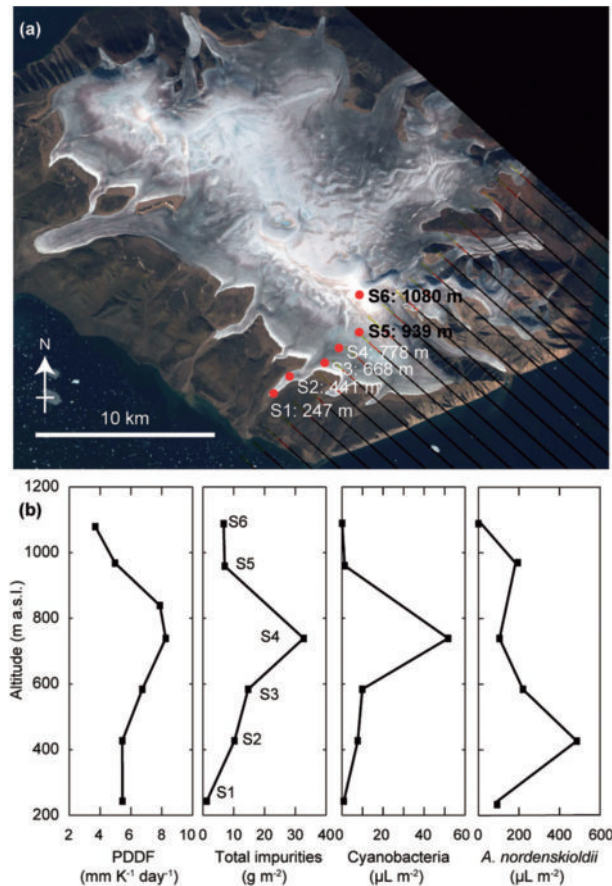 (a)
S6: 1080 m
S5: 939 m
S4: 778 m
S3: 668 m
S2: 441 m
S1: 247 m
N
10 km
(b)
1200
1000
800
600
400
200
Altitude (m a.s.l.)
S6
S5
S4
S3
S2
S1
2 4 6 8 10
0 10 20 30 40
0 20 40 60
0 200 400 600
PDDF
(mm K⁻¹ day⁻¹)
Total impurities
(g m⁻²)
Cyanobacteria
(µL m⁻²)
A. nordenskioldii
(µL m⁻²)